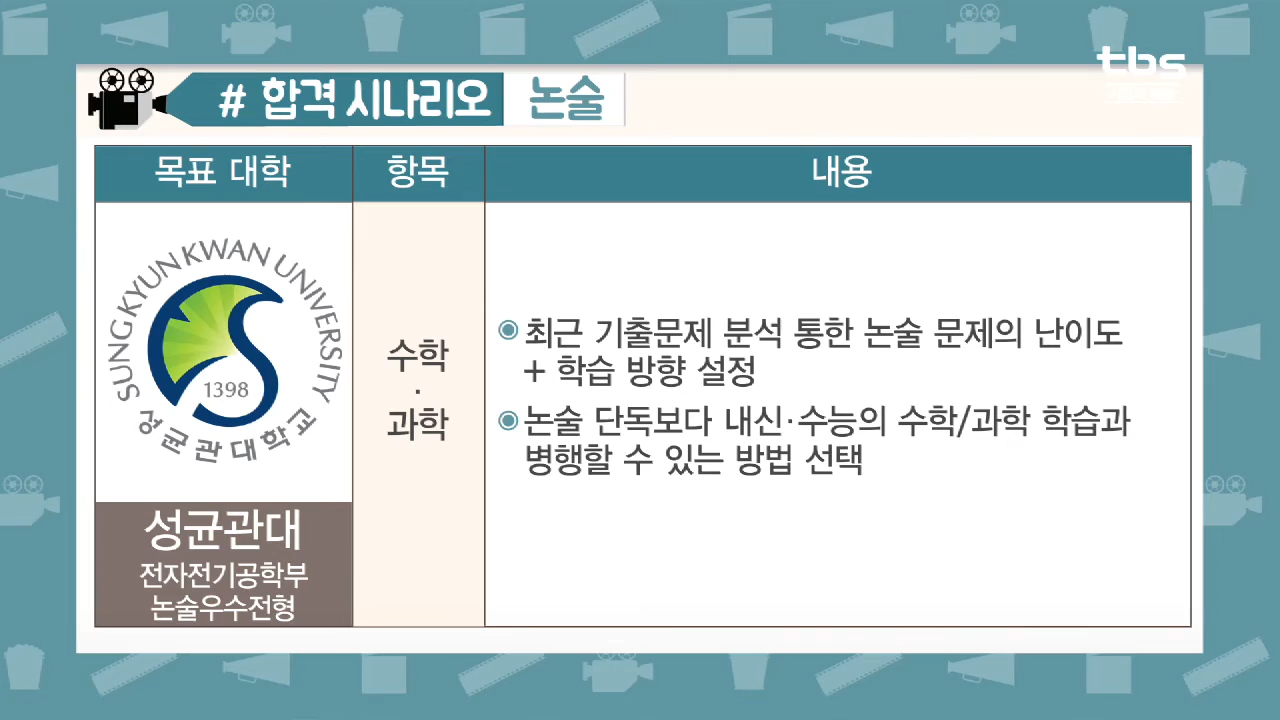 tbs
# 합격 시나리오 논술
목표 대학 항목 내용
SUNG KYUN KWAN UNIVERSITY
1398
성균관대학교
성균관대
전자전기공학부
논술우수전형
수학
·
과학
최근 기출문제 분석 통한 논술 문제의 난이도
+ 학습 방향 설정
논술 단독보다 내신·수능의 수학/과학 학습과
병행할 수 있는 방법 선택